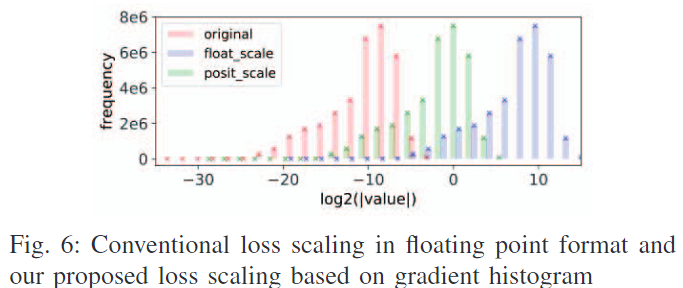 8e6
6e6
4e6
2e6
0
frequency
original
float_scale
posit_scale
−30
−20
−10
0
10
log2(|value|)
Fig. 6: Conventional loss scaling in floating point format and
our proposed loss scaling based on gradient histogram